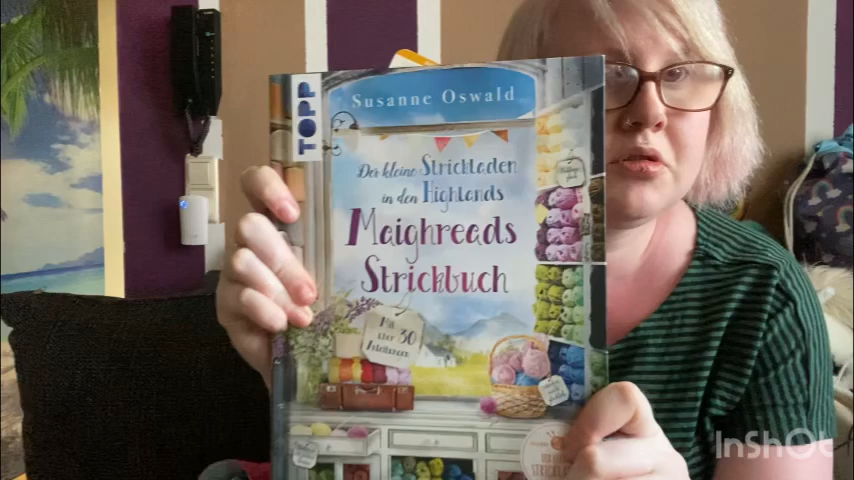 TOPP
Susanne Oswald
Der kleine Strickladen
in den Highlands
Maighreads
Strickbuch
Mit
über 30
Anleitungen
InShOt